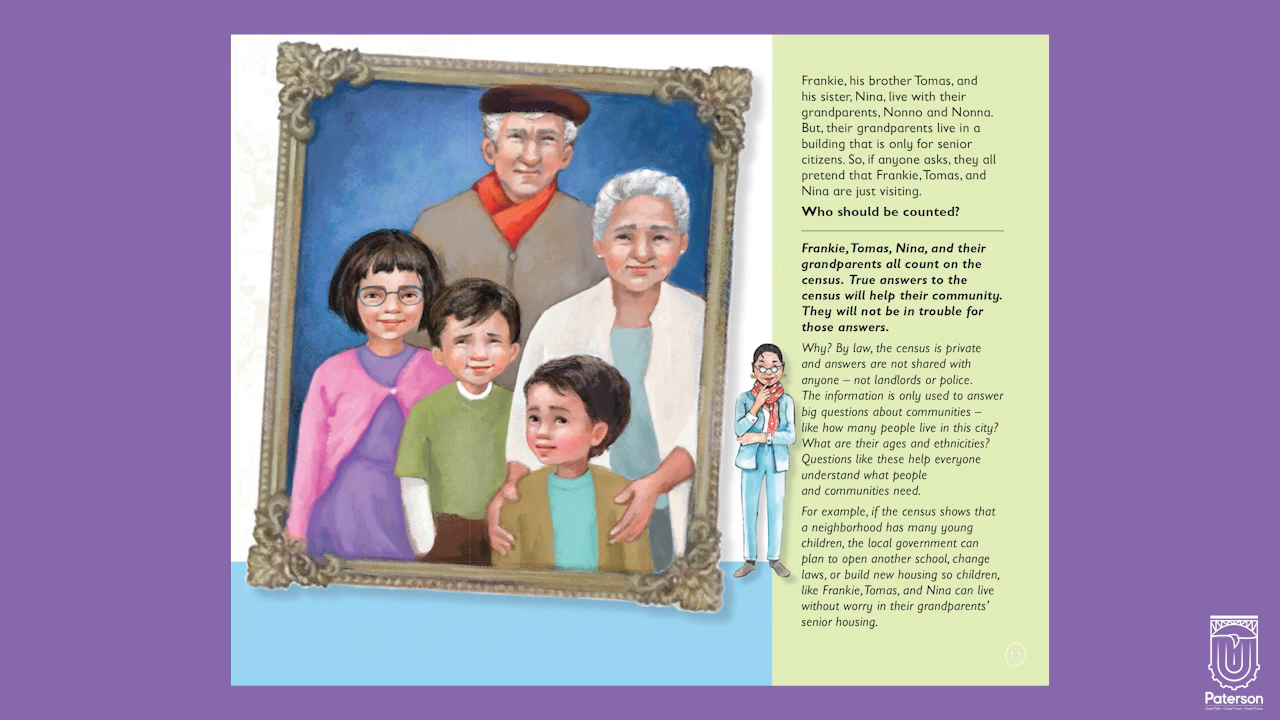 Frankie, his brother Tomas, and
his sister, Nina, live with their
grandparents, Nonno and Nonna.
But, their grandparents live in a
building that is only for senior
citizens. So, if anyone asks, they all
pretend that Frankie, Tomas, and
Nina are just visiting.
Who should be counted?
Frankie, Tomas, Nina, and their
grandparents all count on the
census. True answers to the
census will help their community.
They will not be in trouble for
those answers.
Why? By law, the census is private
and answers are not shared with
anyone – not landlords or police.
The information is only used to answer
big questions about communities –
like how many people live in this city?
What are their ages and ethnicities?
Questions like these help everyone
understand what people
and communities need.
For example, if the census shows that
a neighborhood has many young
children, the local government can
plan to open another school, change
laws, or build new housing so children,
like Frankie, Tomas, and Nina can live
without worry in their grandparents'
senior housing.
11
Paterson